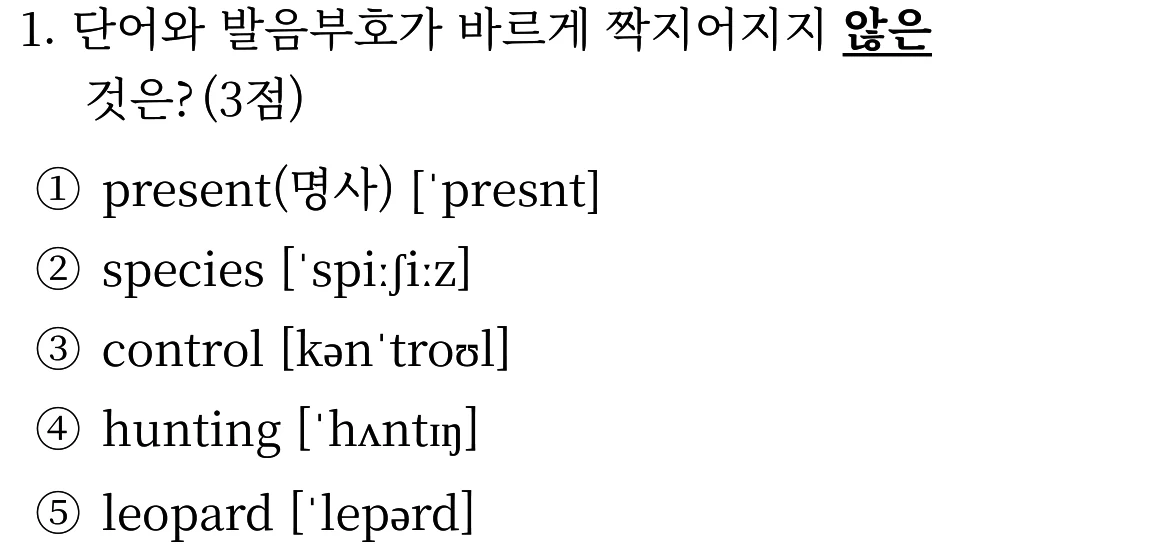 1. 단어와 발음부호가 바르게 짝지어지지 않은
것은? (3점)
① present(명사) [ˈpresnt]
② species [ˈspiːʃiːz]
③ control [kənˈtroʊl]
④ hunting [ˈhʌntɪŋ]
⑤ leopard [ˈlepərd]